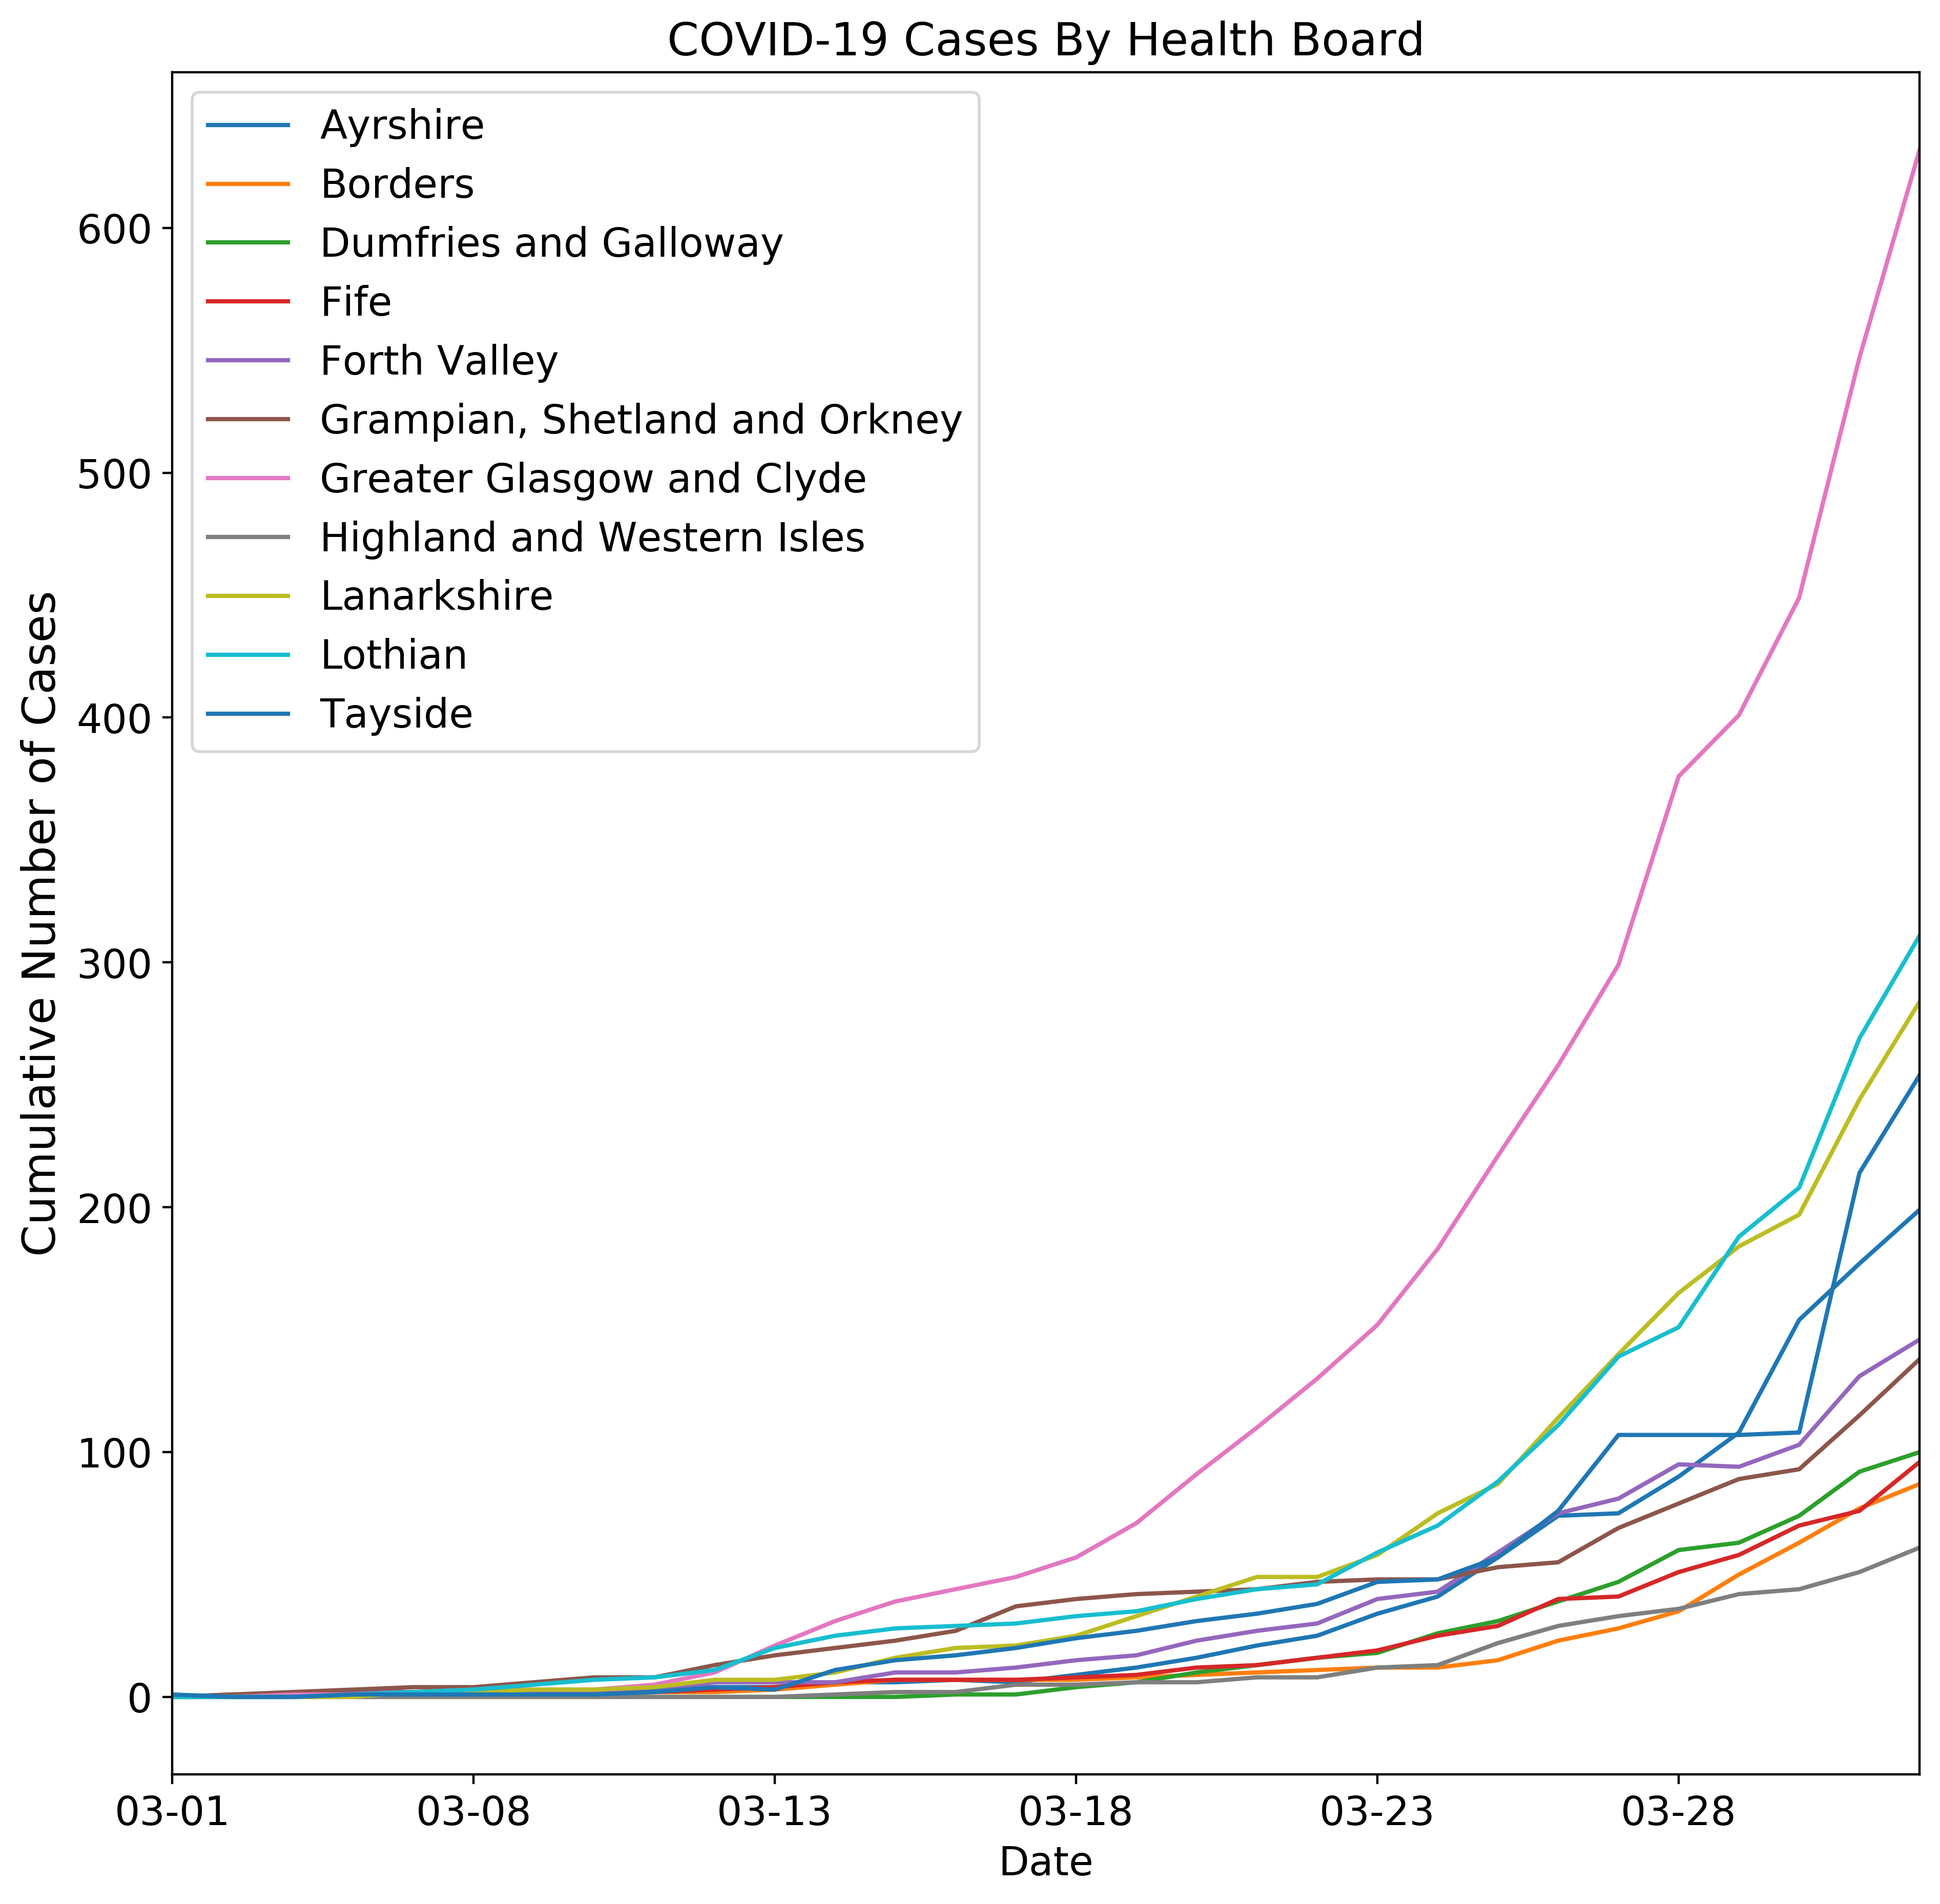 COVID-19 Cases By Health Board
Ayrshire
Borders
Dumfries and Galloway
Fife
Forth Valley
Grampian, Shetland and Orkney
Greater Glasgow and Clyde
Highland and Western Isles
Lanarkshire
Lothian
Tayside
Cumulative Number of Cases
600
500
400
300
200
100
0
03-01 03-08 03-13 03-18 03-23 03-28
Date